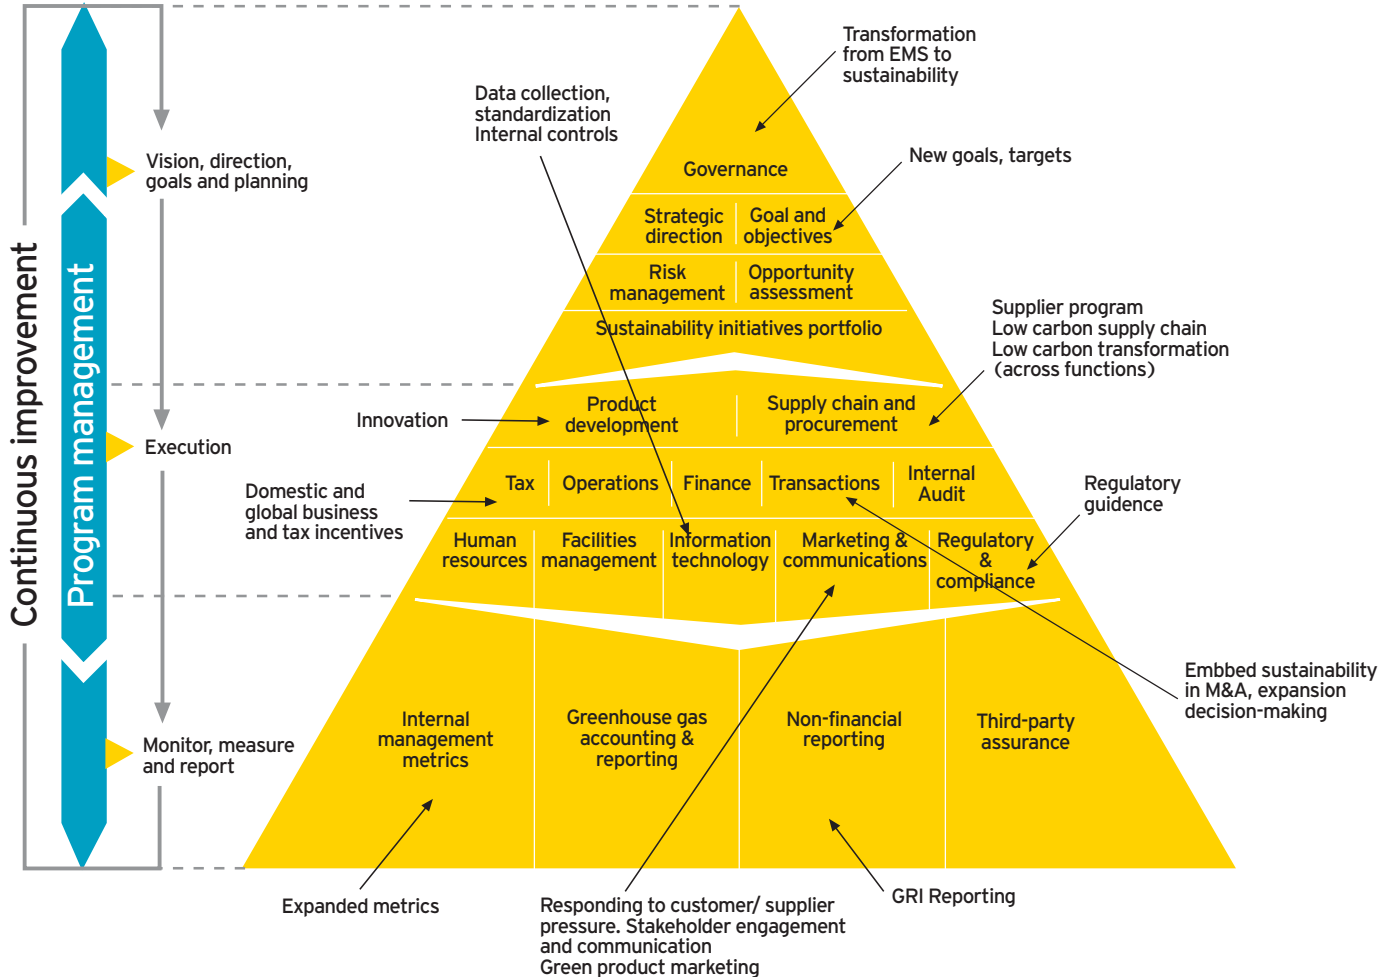 Continuous improvement
Program management
Vision, direction,
goals and planning
Execution
Monitor, measure
and report
Transformation
from EMS to
sustainability
Data collection,
standardization
Internal controls
New goals, targets
Governance
Strategic
direction
Goal and
objectives
Risk
management
Opportunity
assessment
Sustainability initiatives portfolio
Supplier program
Low carbon supply chain
Low carbon transformation
(across functions)
Innovation
Product
development
Supply chain and
procurement
Domestic and
global business
and tax incentives
Tax
Operations
Finance
Transactions
Internal
Audit
Regulatory
guidence
Human
resources
Facilities
management
Information
technology
Marketing &
communications
Regulatory
&
compliance
Embbed sustainability
in M&A, expansion
decision-making
Internal
management
metrics
Greenhouse gas
accounting &
reporting
Non-financial
reporting
Third-party
assurance
Expanded metrics
Responding to customer/ supplier
pressure. Stakeholder engagement
and communication
Green product marketing
GRI Reporting